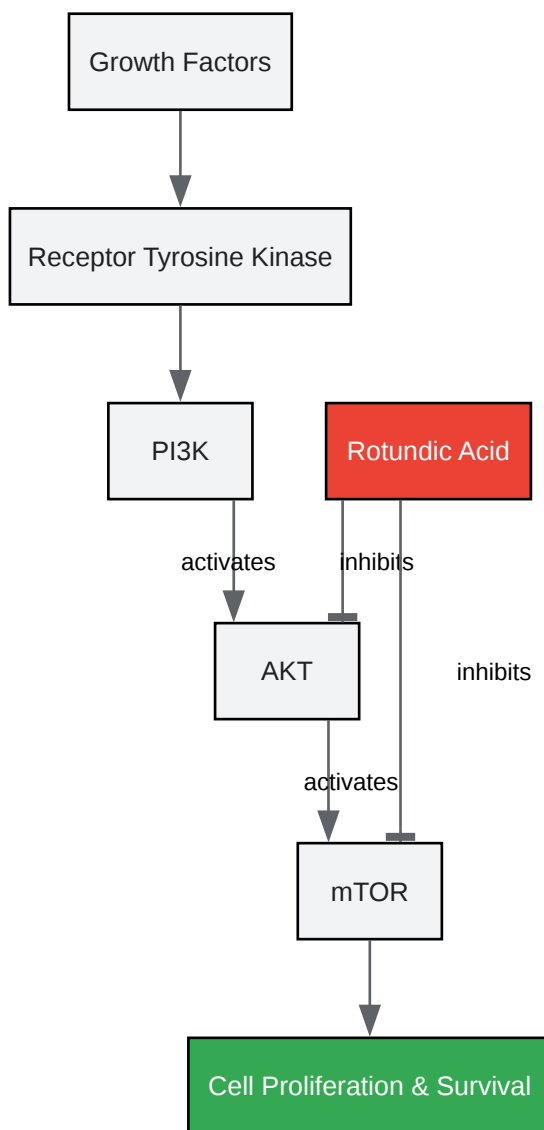 Growth Factors
Receptor Tyrosine Kinase
PI3K
Rotundic Acid
activates
inhibits
AKT
inhibits
activates
mTOR
Cell Proliferation & Survival